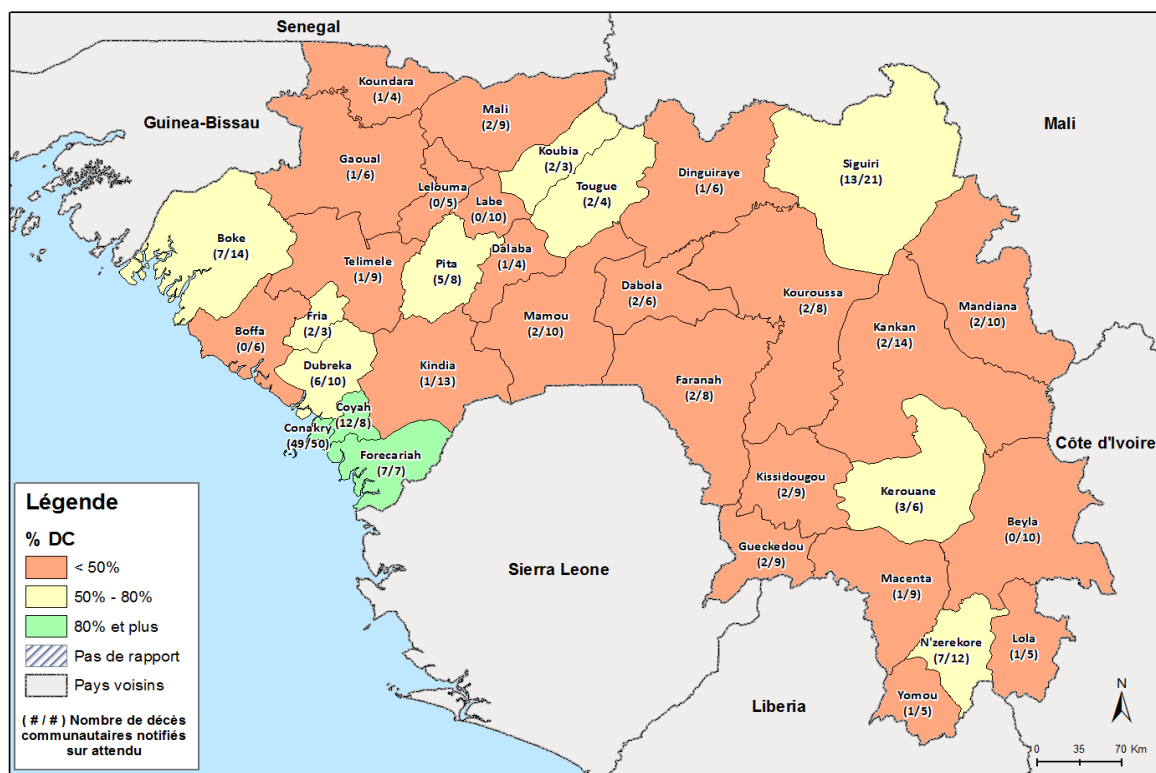 Senegal
Koundara
(1/4)
Mali
(2/9)
Guinea-Bissau
Mali
Koubia
(2/3)
Siguiri
(13/21)
Gaoual
(1/6)
Dinguiraye
(1/6)
Lelouma
(0/5)
Labe
(0/10)
Tougue
(2/4)
Boke
(7/14)
Telimele
(1/9)
Pita
(5/8)
Dalaba
(1/4)
Dabola
(2/6)
Kouroussa
(2/8)
Mandiana
(2/10)
Fria
(2/3)
Mamou
(2/10)
Kankan
(2/14)
Boffa
(0/6)
Dubreka
(6/10)
Kindia
(1/13)
Faranah
(2/8)
Coyah
(12/8)
Conakry
(49/50)
Forecariah
(7/7)
Côte d'Ivoire
Kissidougou
(2/9)
Kerouane
(3/6)
Beyla
(0/10)
Gueckedou
(2/9)
Sierra Leone
Macenta
(1/9)
N'zerekore
(7/12)
Lola
(1/5)
Yomou
(1/5)
Liberia
Légende
% DC
< 50%
50% - 80%
80% et plus
Pas de rapport
Pays voisins
( # / # ) Nombre de décès
communautaires notifiés
sur attendu
N
0 35 70 Km